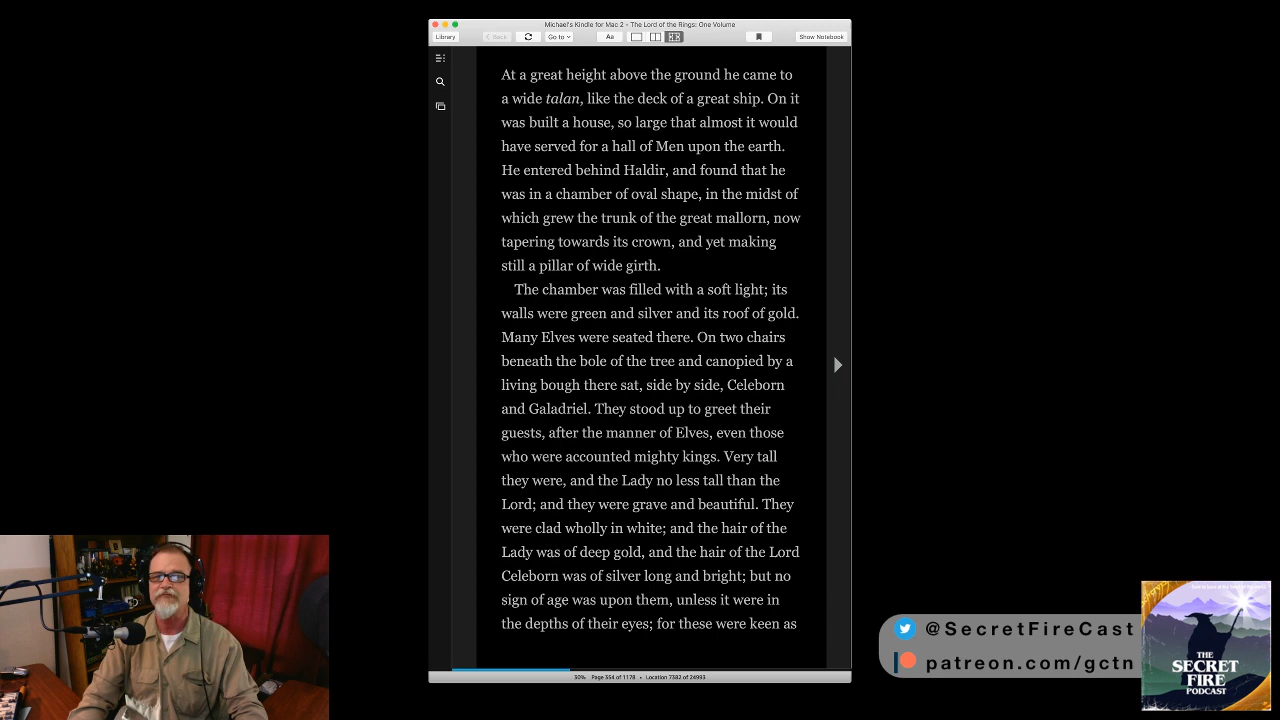 Michael's Kindle for Mac 2 - The Lord of the Rings: One Volume
Library
Back
Go to
Aa
Show Notebook
At a great height above the ground he came to
a wide talan, like the deck of a great ship. On it
was built a house, so large that almost it would
have served for a hall of Men upon the earth.
He entered behind Haldir, and found that he
was in a chamber of oval shape, in the midst of
which grew the trunk of the great mallorn, now
tapering towards its crown, and yet making
still a pillar of wide girth.
The chamber was filled with a soft light; its
walls were green and silver and its roof of gold.
Many Elves were seated there. On two chairs
beneath the bole of the tree and canopied by a
living bough there sat, side by side, Celeborn
and Galadriel. They stood up to greet their
guests, after the manner of Elves, even those
who were accounted mighty kings. Very tall
they were, and the Lady no less tall than the
Lord; and they were grave and beautiful. They
were clad wholly in white; and the hair of the
Lady was of deep gold, and the hair of the Lord
Celeborn was of silver long and bright; but no
sign of age was upon them, unless it were in
the depths of their eyes; for these were keen as
30% Page 354 of 1178 • Location 7382 of 24993
@SecretFireCast
patreon.com/gctn
THE
SECRET
FIRE
PODCAST